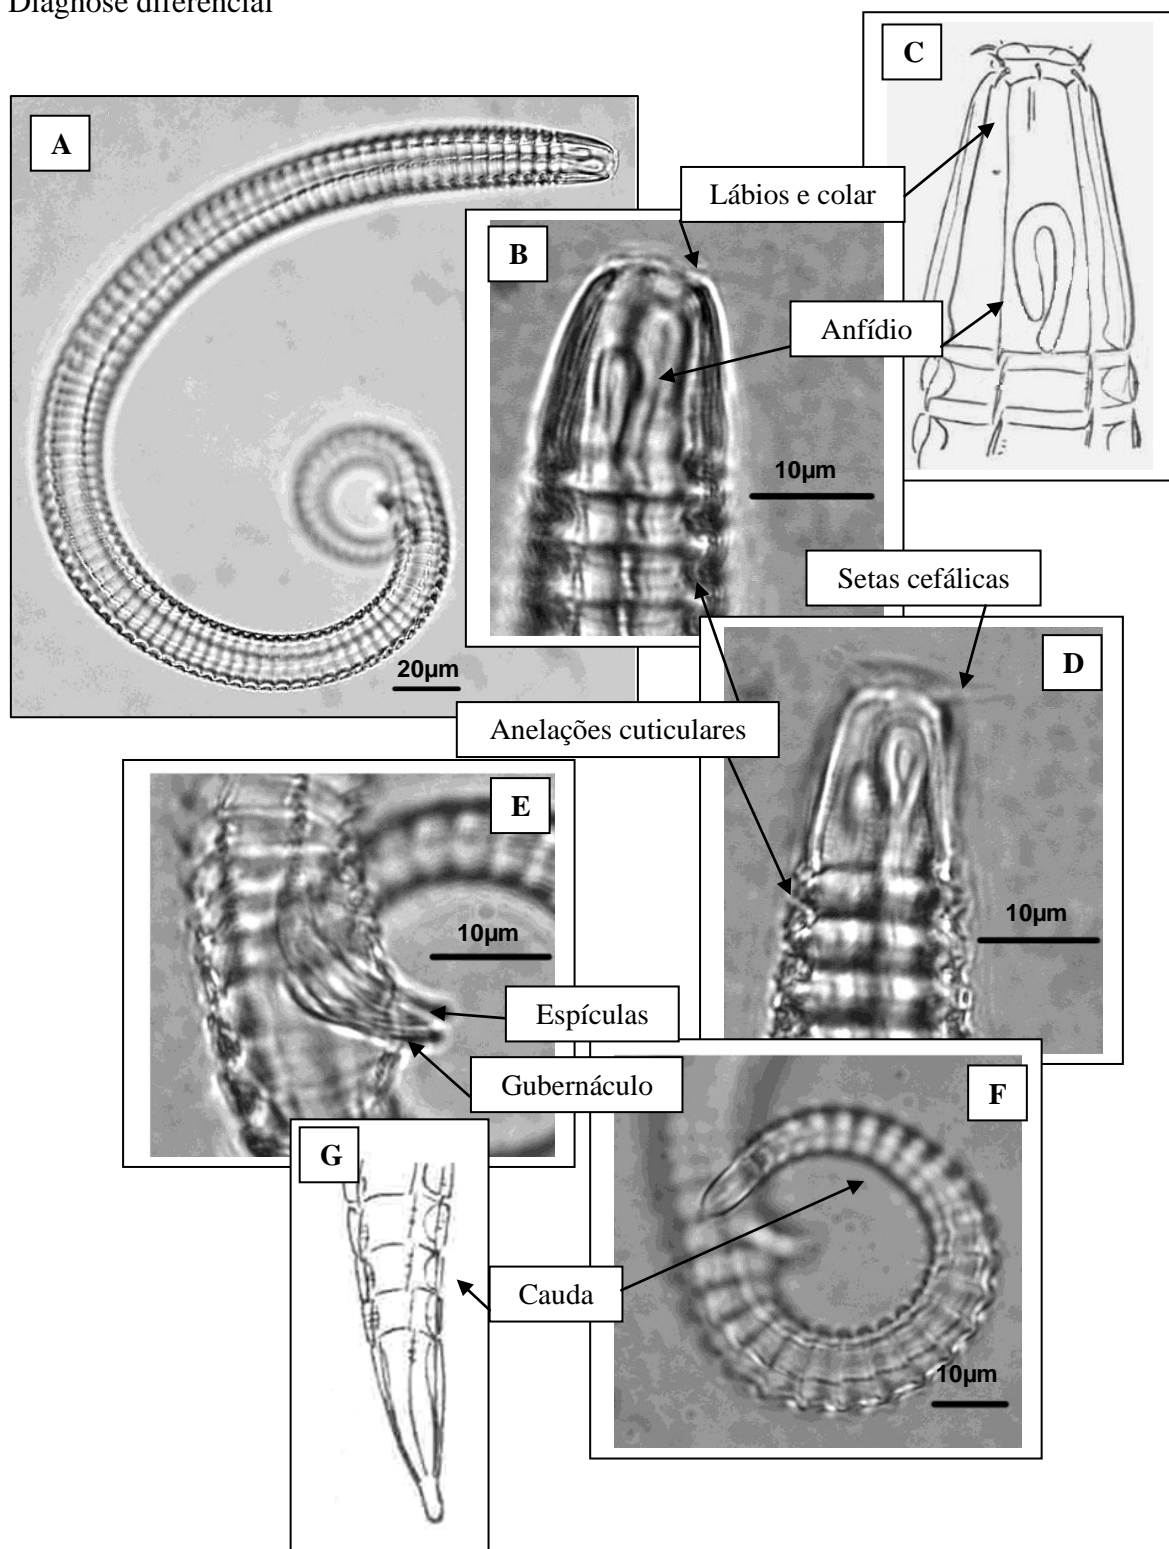 Diagnose diferencial
C
A
Lábios e colar
B
Anfídio
10µm
Setas cefálicas
20µm
D
Anelações cuticulares
E
10µm
10µm
Espículas
Gubernáculo
F
G
Cauda
10µm